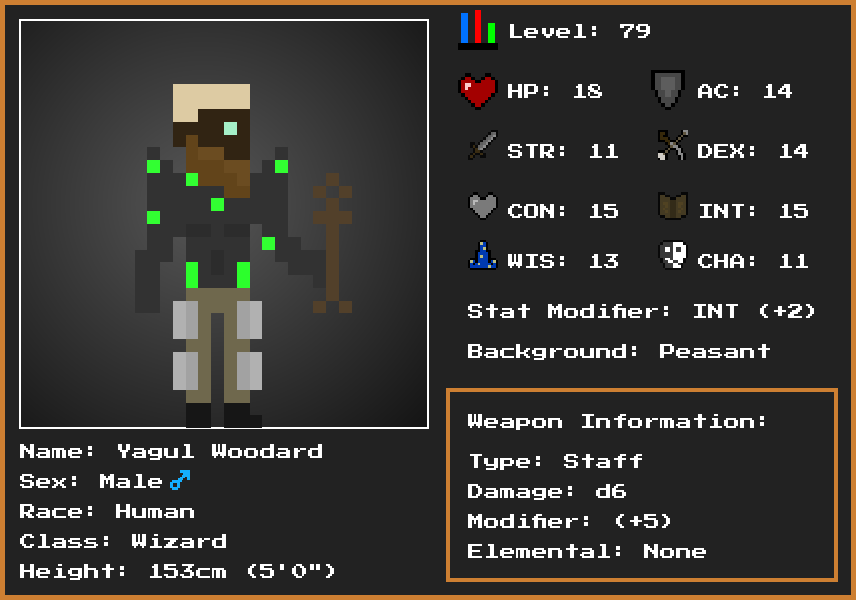 Level: 79
HP: 18 AC: 14
STR: 11 DEX: 14
CON: 15 INT: 15
WIS: 13 CHA: 11
Stat Modifier: INT (+2)
Background: Peasant
Weapon Information:
Type: Staff
Damage: d6
Modifier: (+5)
Elemental: None
Name: Yagul Woodard
Sex: Male♂
Race: Human
Class: Wizard
Height: 153cm (5'0")